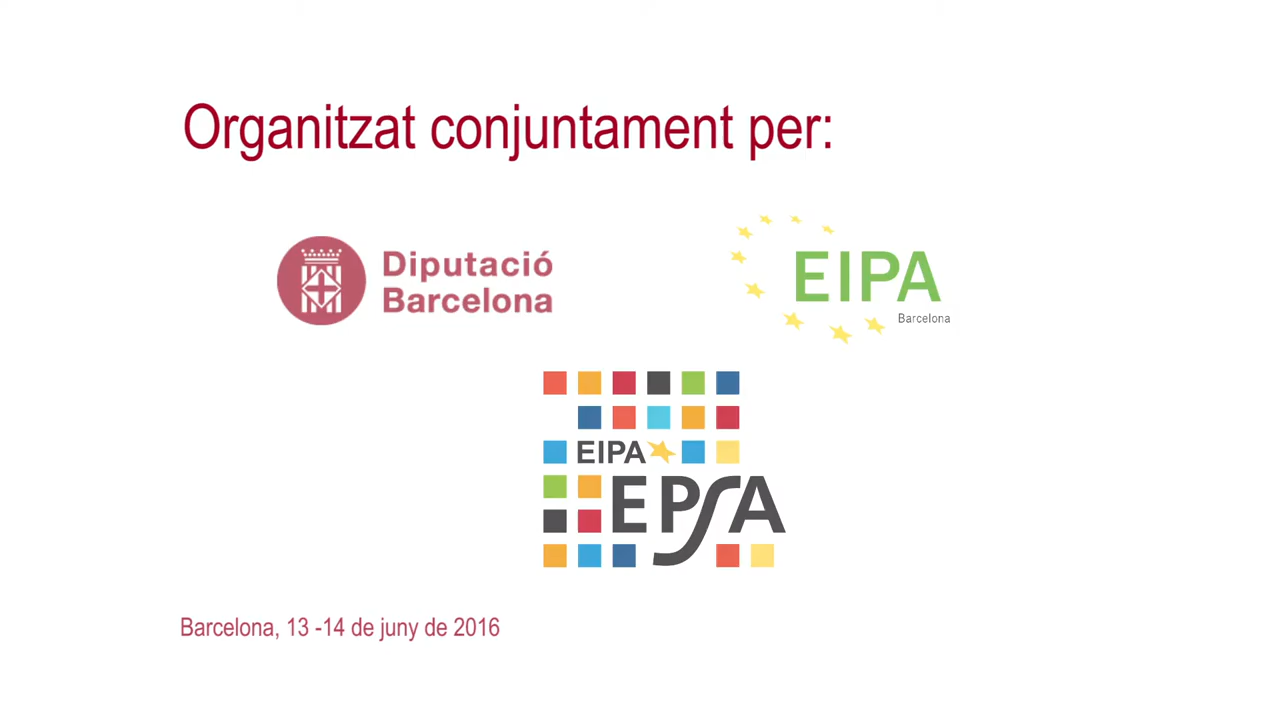 Organitzat conjuntament per:
Diputació
Barcelona
EIPA
Barcelona
EIPA
EPSA
Barcelona, 13 -14 de juny de 2016